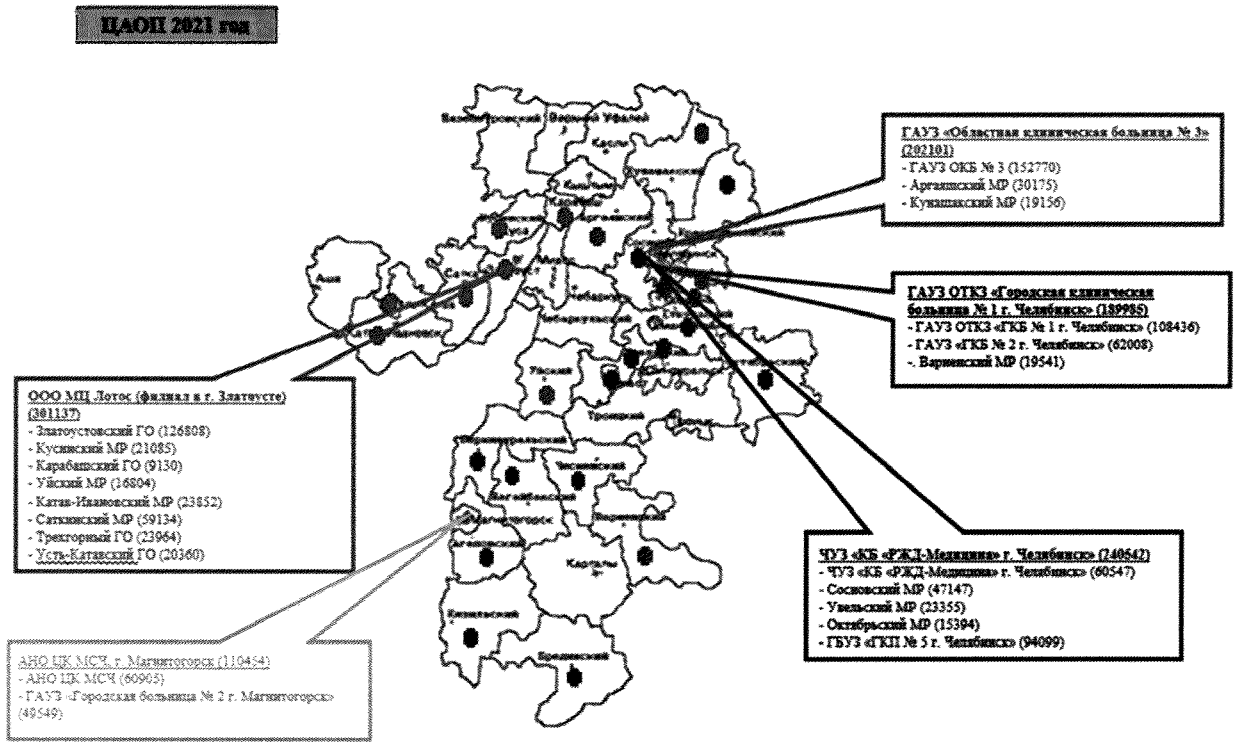 ЦАОП 2021 год
Верхний Уфалей
Касли
Кыштым
Аргаяшский
Аша
Чебаркульский
Уйский
Троицкий
Чесменский
Нагайбакский
Магнитогорск
Карталы
Кизильский
Брединский
ГАУЗ «Областная клиническая больница № 3»
(202101)
- ГАУЗ ОКБ № 3 (152770)
- Аргаяшский МР (30175)
- Кунашакский МР (19156)
ГАУЗ ОТКЗ «Городская клиническая
больница № 1 г. Челябинск» (189985)
- ГАУЗ ОТКЗ «ГКБ № 1 г. Челябинск» (108436)
- ГАУЗ «ГКБ № 2 г. Челябинск» (62008)
-. Варненский МР (19541)
ООО МЦ Лотос (филиал в г. Златоусте)
(301137)
- Златоустовский ГО (126808)
- Кусинский МР (21085)
- Карабашский ГО (9130)
- Уйский МР (16804)
- Катав-Ивановский МР (23852)
- Саткинский МР (59134)
- Трехгорный ГО (23964)
- Усть-Катавский ГО (20360)
ЧУЗ «КБ «РЖД-Медицина» г. Челябинск» (240542)
- ЧУЗ «КБ «РЖД-Медицина» г. Челябинск» (60547)
- Сосновский МР (47147)
- Увельский МР (23355)
- Октябрьский МР (15394)
- ГБУЗ «ГКП № 5 г. Челябинск» (94099)
АНО ЦК МСЧ, г. Магнитогорск (110454)
- АНО ЦК МСЧ (60905)
- ГАУЗ «Городская больница № 2 г. Магнитогорск»
(49549)